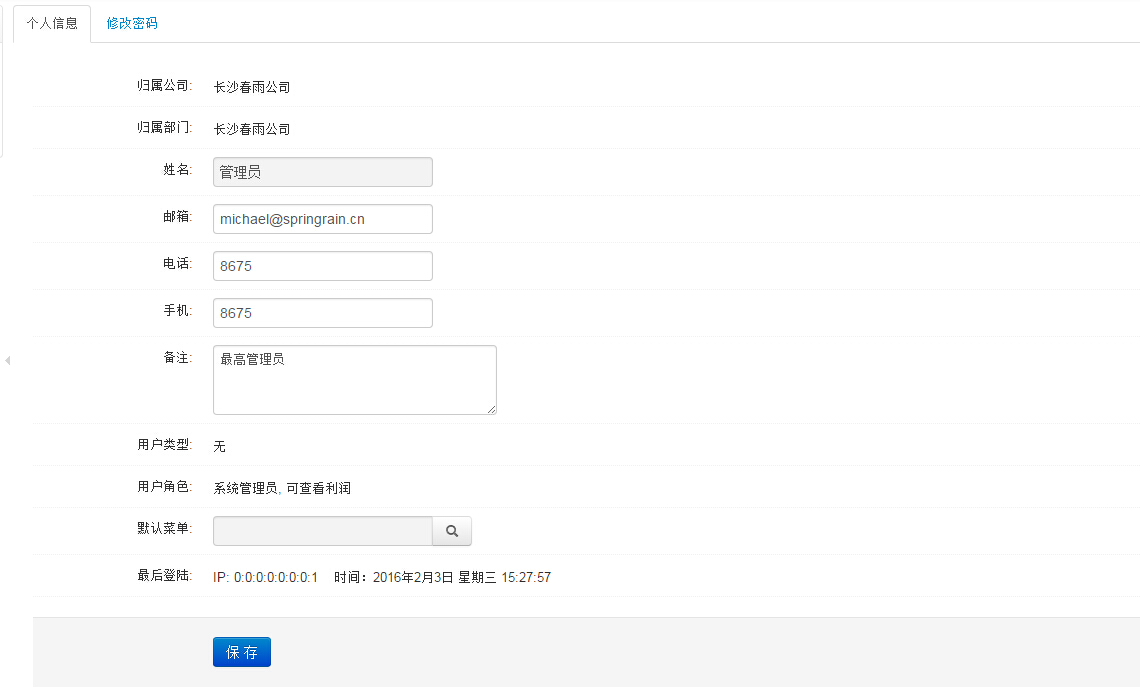 个人信息 修改密码
归属公司: 长沙春雨公司
归属部门: 长沙春雨公司
姓名: 管理员
邮箱: michael@springrain.cn
电话: 8675
手机: 8675
备注: 最高管理员
用户类型: 无
用户角色: 系统管理员, 可查看利润
默认菜单:
最后登陆: IP: 0:0:0:0:0:0:0:1 时间：2016年2月3日 星期三 15:27:57
保 存